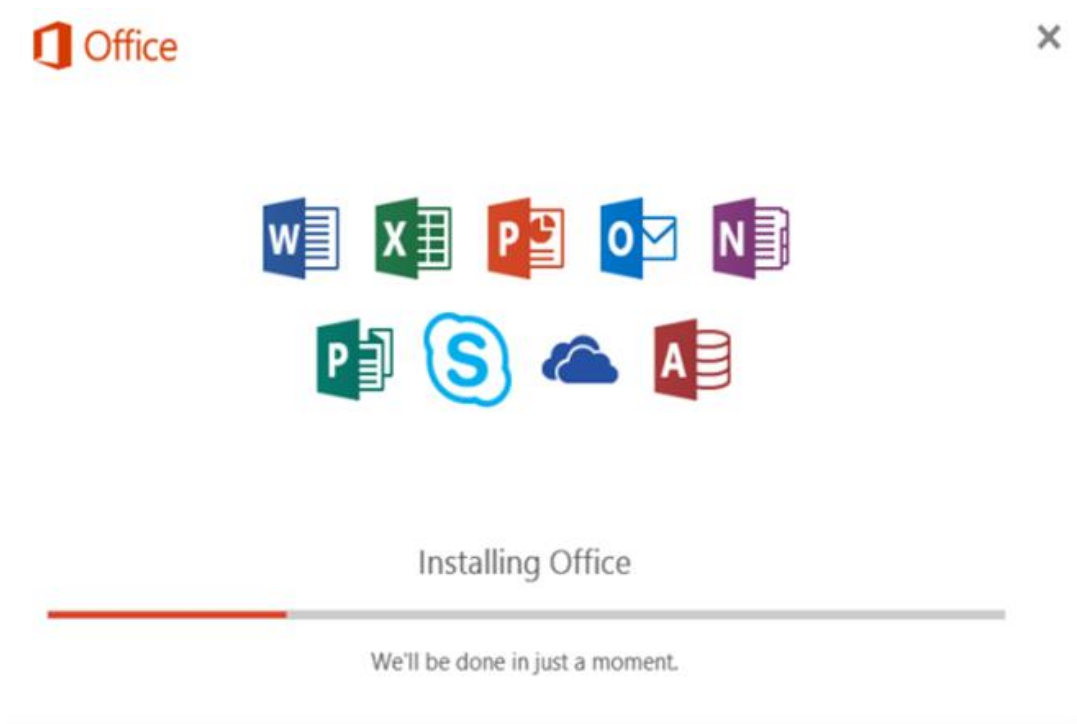 Office
W X P O N
P S A
Installing Office
We'll be done in just a moment.